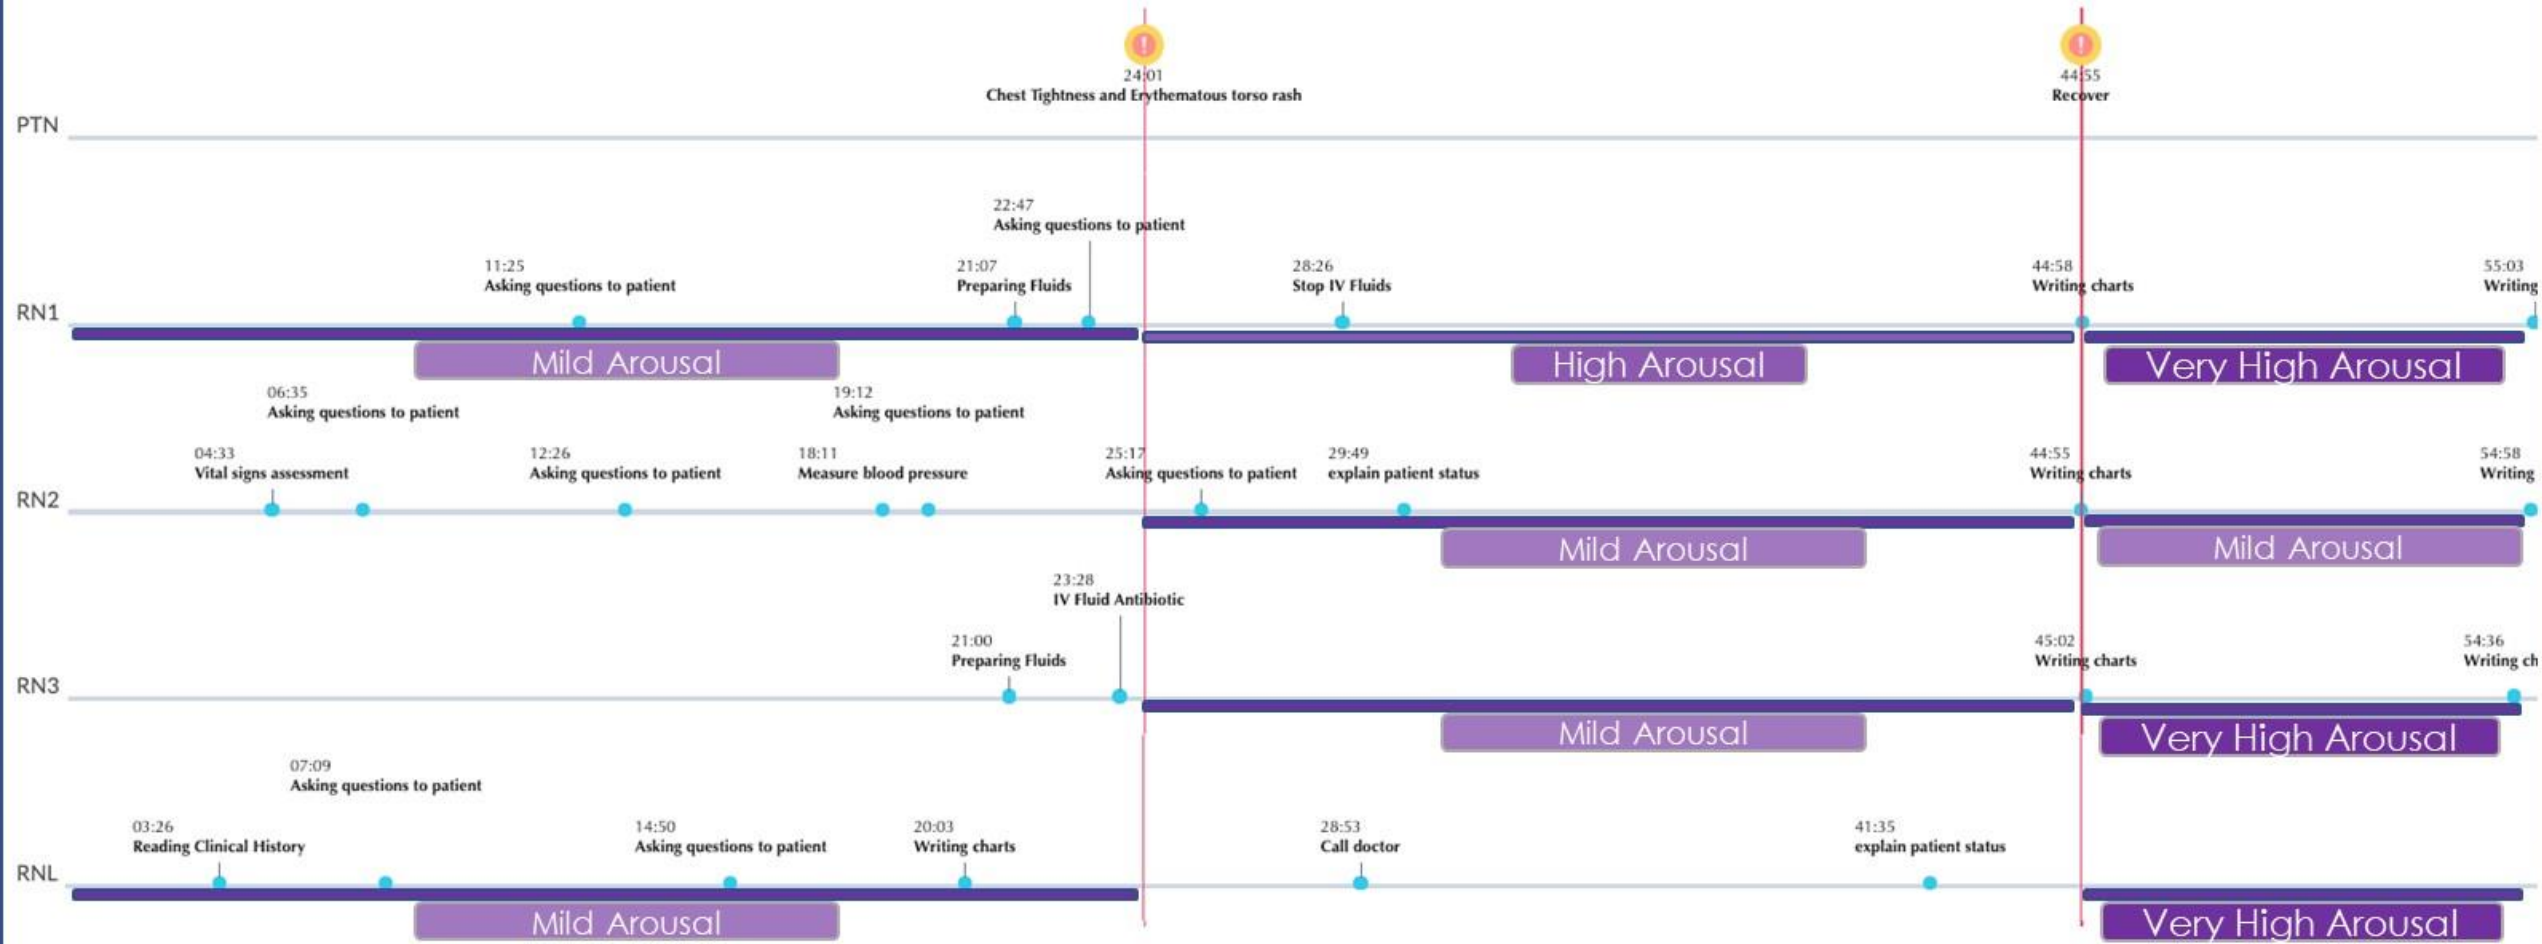 24:01
Chest Tightness and Erythematous torso rash
44:55
Recover
PTN
22:47
Asking questions to patient
11:25
Asking questions to patient
21:07
Preparing Fluids
28:26
Stop IV Fluids
44:58
Writing charts
55:03
Writing
RN1
Mild Arousal
High Arousal
Very High Arousal
06:35
Asking questions to patient
19:12
Asking questions to patient
04:33
Vital signs assessment
12:26
Asking questions to patient
18:11
Measure blood pressure
25:17
Asking questions to patient
29:49
explain patient status
44:55
Writing charts
54:58
Writing
RN2
Mild Arousal
Mild Arousal
23:28
IV Fluid Antibiotic
21:00
Preparing Fluids
45:02
Writing charts
54:36
Writing ch
RN3
Mild Arousal
Very High Arousal
07:09
Asking questions to patient
03:26
Reading Clinical History
14:50
Asking questions to patient
20:03
Writing charts
28:53
Call doctor
41:35
explain patient status
RNL
Mild Arousal
Very High Arousal